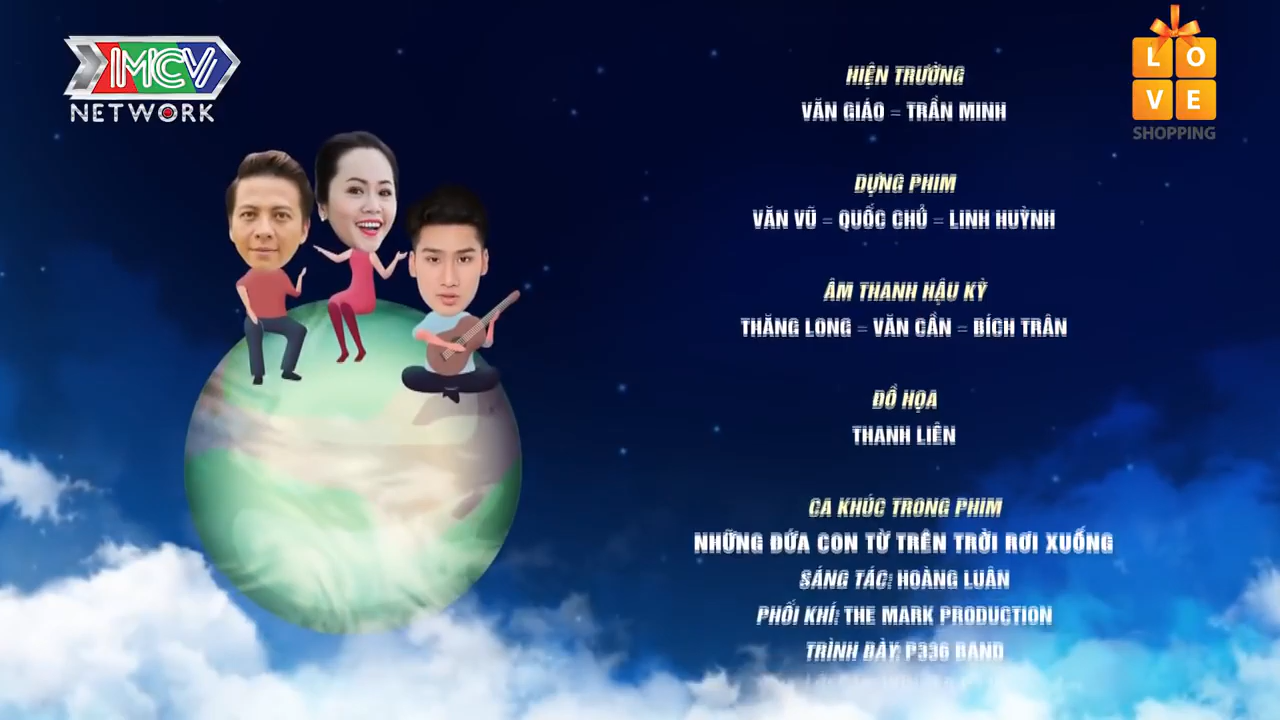 MCV
NETWORK
LOVE
SHOPPING
HIỆN TRƯỜNG
VĂN GIÁO - TRẦN MINH
DỰNG PHIM
VĂN VŨ - QUỐC CHỦ - LINH HUỲNH
ÂM THANH HẬU KỲ
THĂNG LONG - VĂN CẦN - BÍCH TRÂN
ĐỒ HỌA
THANH LIÊN
CA KHÚC TRONG PHIM
NHỮNG ĐỨA CON TỪ TRÊN TRỜI RƠI XUỐNG
SÁNG TÁC: HOÀNG LUÂN
PHỐI KHÍ: THE MARK PRODUCTION
TRÌNH BÀY: P336 BAND